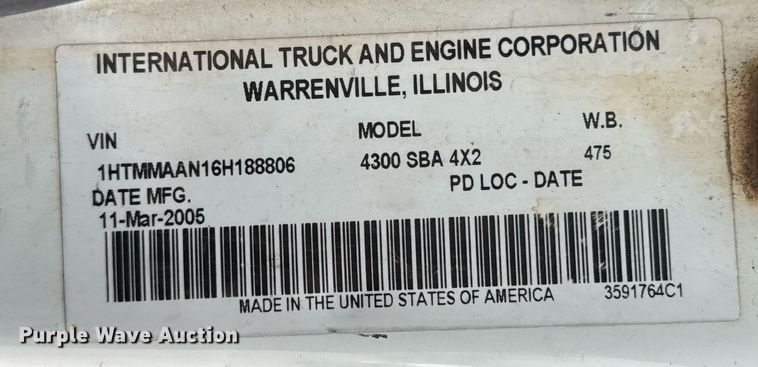 INTERNATIONAL TRUCK AND ENGINE CORPORATION
WARRENVILLE, ILLINOIS
VIN MODEL W.B.
1HTMMAAN16H188806 4300 SBA 4X2 475
DATE MFG. PD LOC - DATE
11-Mar-2005
MADE IN THE UNITED STATES OF AMERICA 3591764C1
Purple Wave Auction